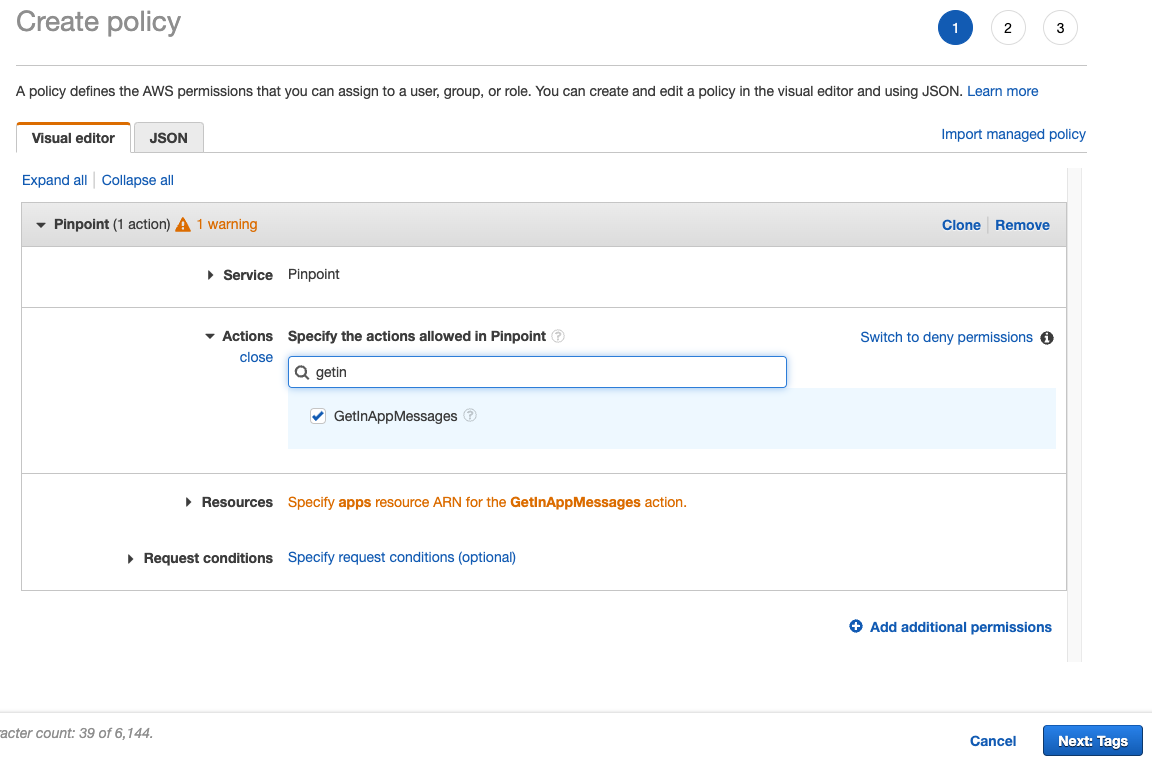 Create policy
1 2 3
A policy defines the AWS permissions that you can assign to a user, group, or role. You can create and edit a policy in the visual editor and using JSON. Learn more
Visual editor JSON Import managed policy
Expand all Collapse all
Pinpoint (1 action) 1 warning Clone Remove
Service Pinpoint
Actions Specify the actions allowed in Pinpoint ? Switch to deny permissions i
close
getin
GetInAppMessages ?
Resources Specify apps resource ARN for the GetInAppMessages action.
Request conditions Specify request conditions (optional)
Add additional permissions
acter count: 39 of 6,144.
Cancel Next: Tags